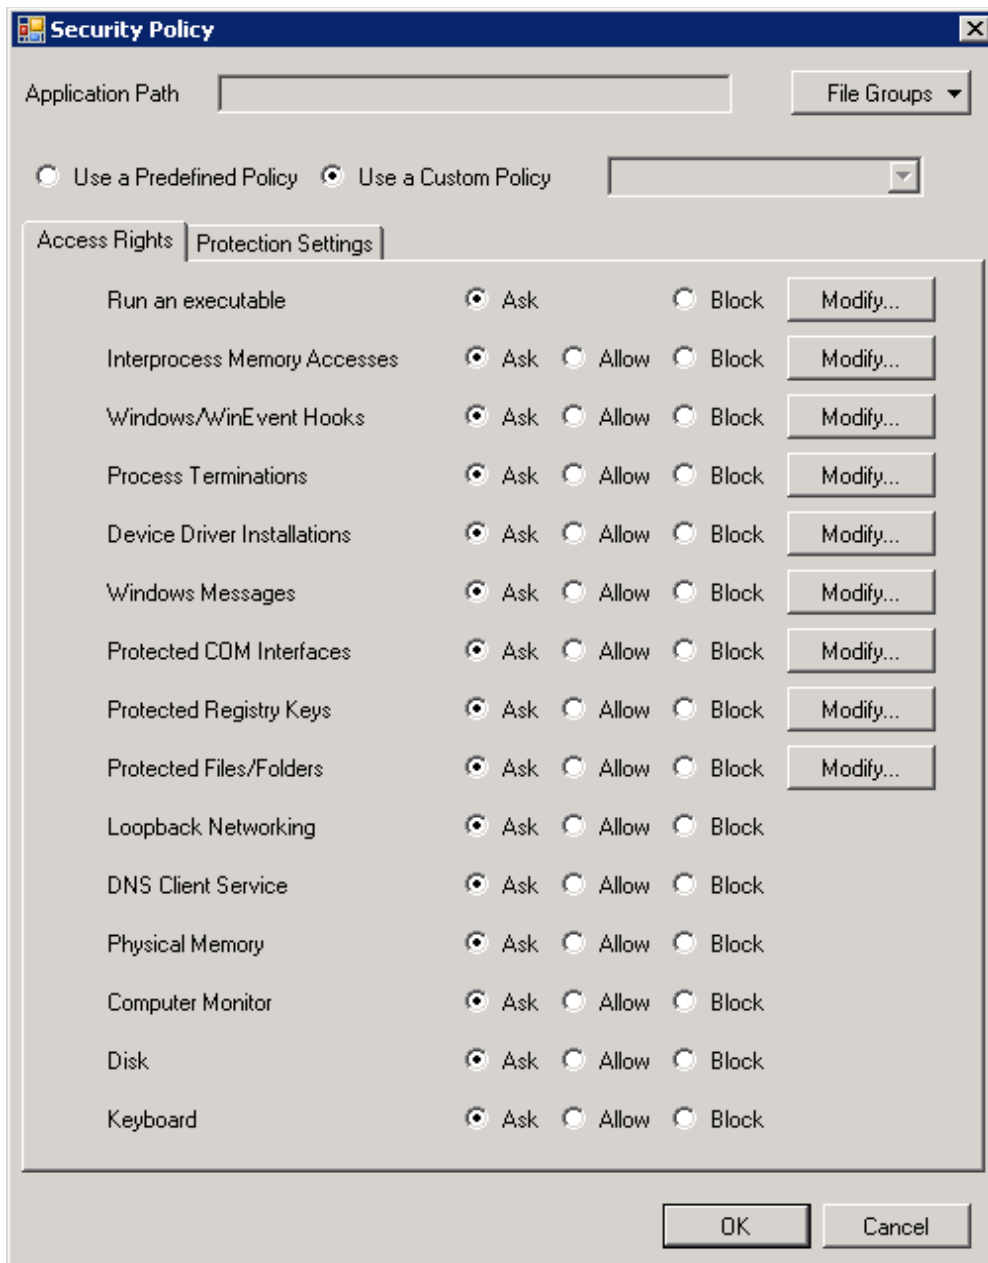 Security Policy
Application Path File Groups
Use a Predefined Policy Use a Custom Policy
Access Rights Protection Settings
Run an executable Ask Block Modify...
Interprocess Memory Accesses Ask Allow Block Modify...
Windows/WinEvent Hooks Ask Allow Block Modify...
Process Terminations Ask Allow Block Modify...
Device Driver Installations Ask Allow Block Modify...
Windows Messages Ask Allow Block Modify...
Protected COM Interfaces Ask Allow Block Modify...
Protected Registry Keys Ask Allow Block Modify...
Protected Files/Folders Ask Allow Block Modify...
Loopback Networking Ask Allow Block
DNS Client Service Ask Allow Block
Physical Memory Ask Allow Block
Computer Monitor Ask Allow Block
Disk Ask Allow Block
Keyboard Ask Allow Block
OK Cancel